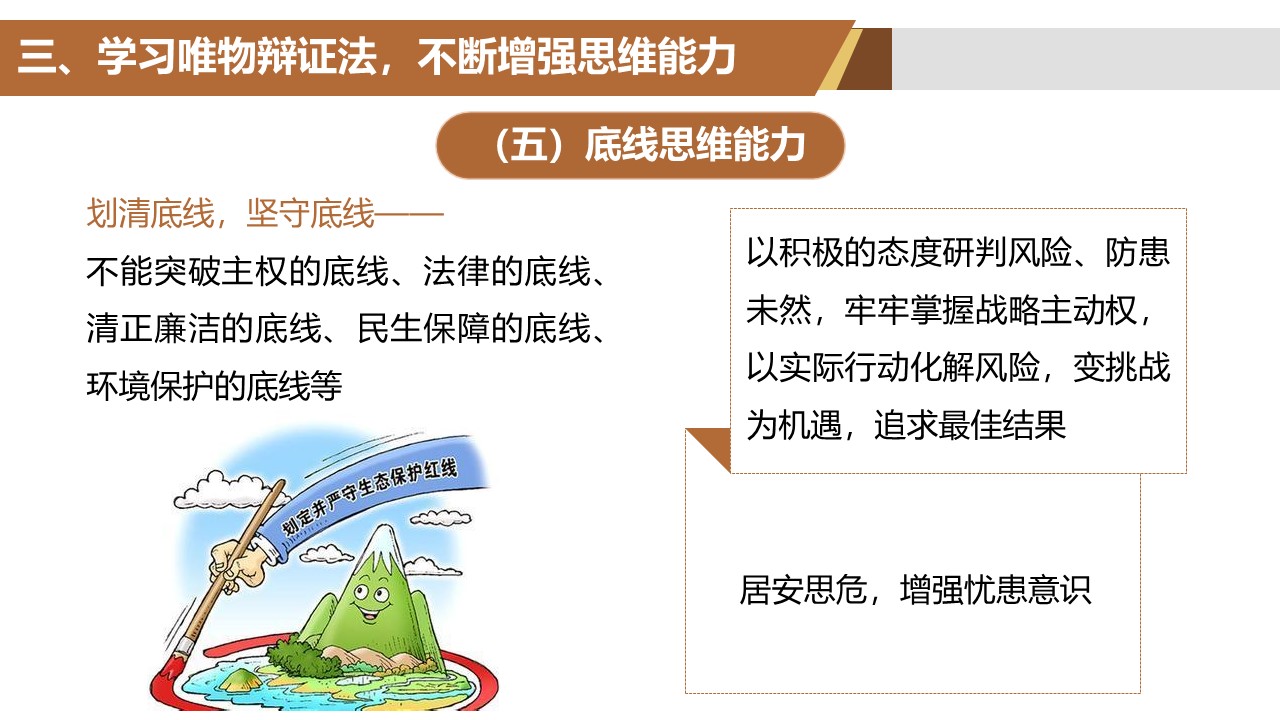 三、学习唯物辩证法，不断增强思维能力
（五）底线思维能力
划清底线，坚守底线——
不能突破主权的底线、法律的底线、
清正廉洁的底线、民生保障的底线、
环境保护的底线等
划定并严守生态保护红线
以积极的态度研判风险、防患
未然，牢牢掌握战略主动权，
以实际行动化解风险，变挑战
为机遇，追求最佳结果
居安思危，增强忧患意识